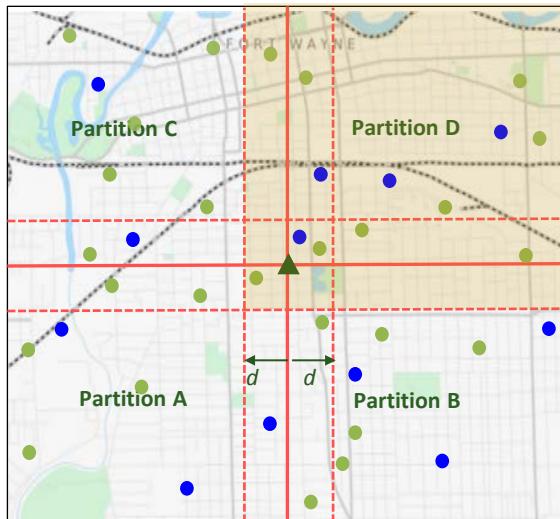 FORT WAYNE
Partition C
Partition D
d
d
Partition A
Partition B